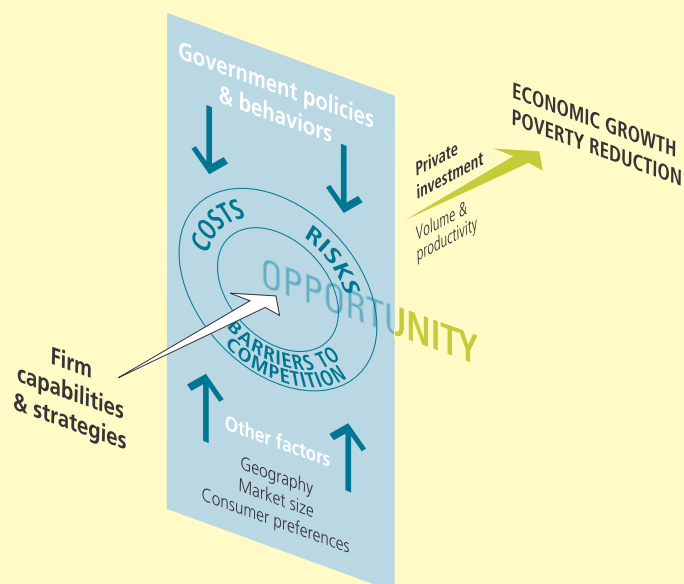 Government policies
& behaviors
COSTS
RISKS
OPPORTUNITY
BARRIERS TO
COMPETITION
Firm
capabilities
& strategies
Other factors
Geography
Market size
Consumer preferences
Private
investment
Volume &
productivity
ECONOMIC GROWTH
POVERTY REDUCTION